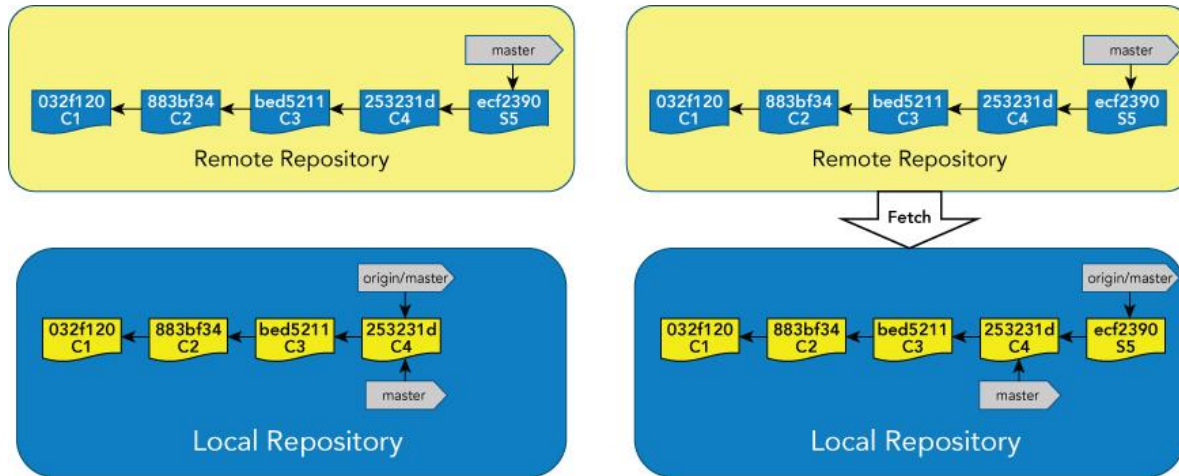 master
032f120 883bf34 bed5211 253231d ecf2390
C1 C2 C3 C4 S5
Remote Repository
origin/master
032f120 883bf34 bed5211 253231d
C1 C2 C3 C4
master
Local Repository
master
032f120 883bf34 bed5211 253231d ecf2390
C1 C2 C3 C4 S5
Remote Repository
Fetch
origin/master
032f120 883bf34 bed5211 253231d ecf2390
C1 C2 C3 C4 S5
master
Local Repository